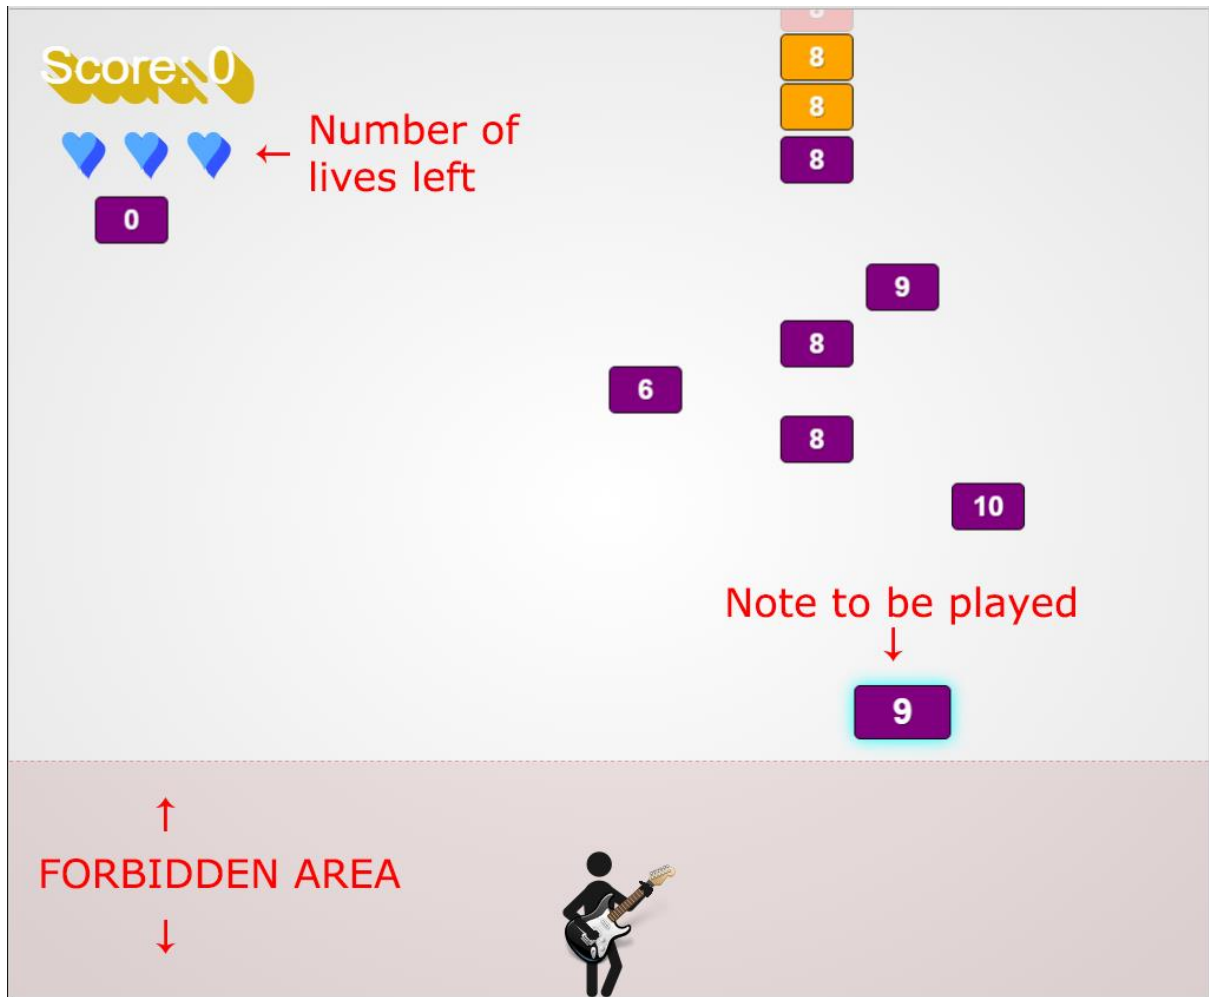 8
Score: 0
8
8
Number of
lives left
8
0
9
8
6
8
10
Note to be played
↓
9
↑
FORBIDDEN AREA
↓